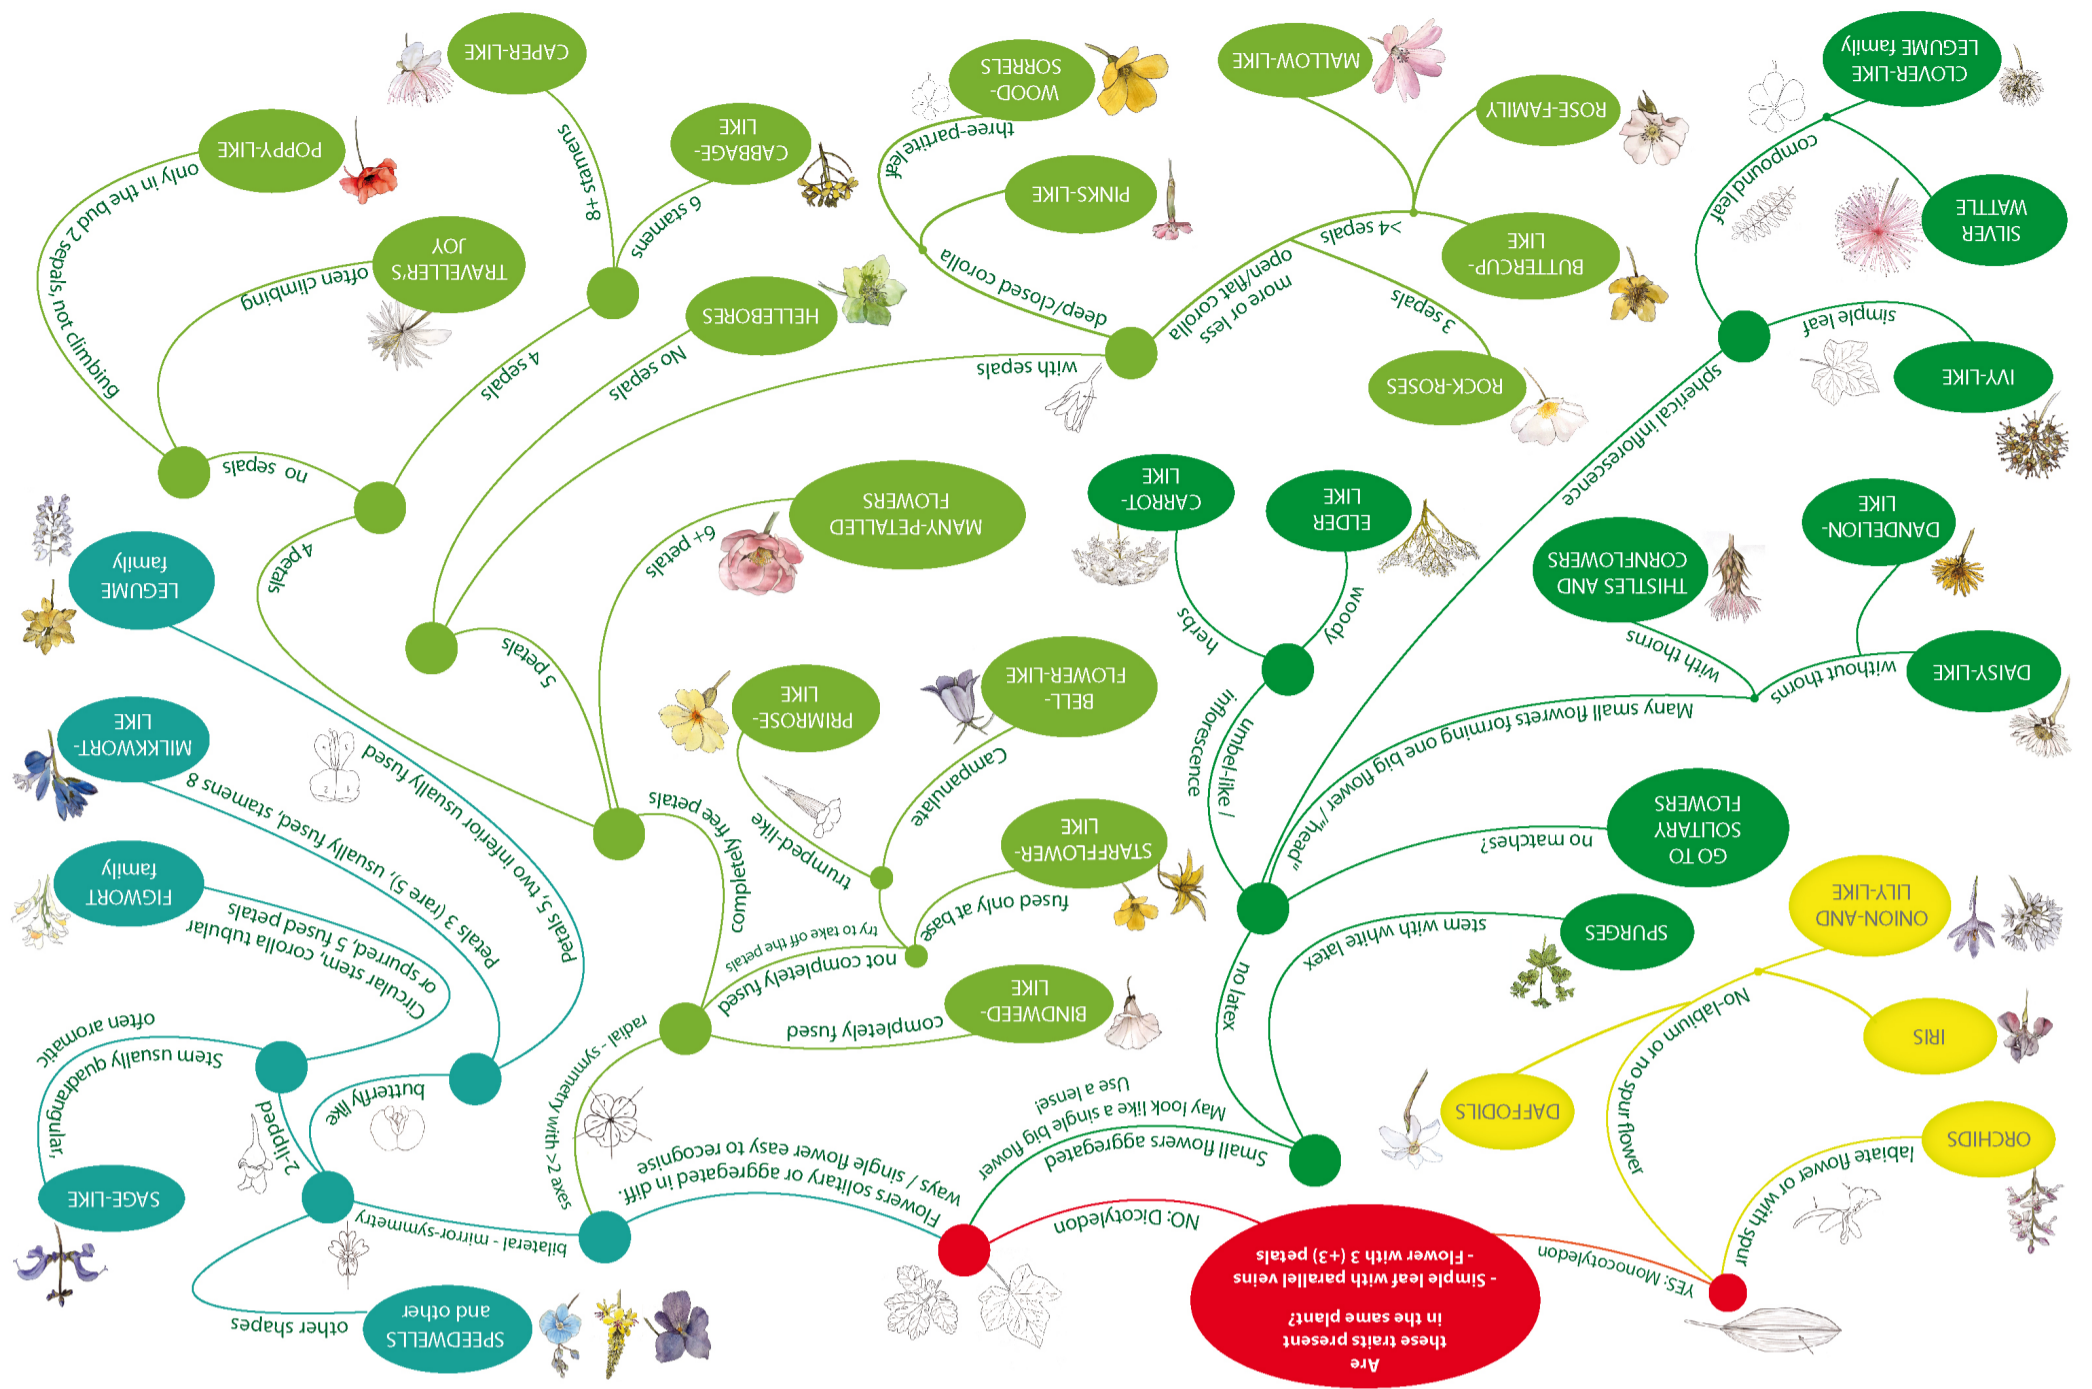 Are
these traits present
in the same plant?
- Simple leaf with parallel veins
- Flower with 3 (+3) petals
YES: Monocotyledon
labiate flower or with spur
ORCHIDS
No-labium or no spur flower
IRIS
DAFFODILS
ONION-AND
LILY-LIKE
NO: Dicotyledon
Small flowers aggregated
May look like a single big flower
Use a lense!
stem with white latex
SPURGES
no latex
no matches?
GO TO
SOLITARY
FLOWERS
Many small flowrets forming one big flower/"head"
without thorns
DAISY-LIKE
DANDELION-
LIKE
with thorns
THISTLES AND
CORNFLOWERS
spherical inflorescence
simple leaf
IVY-LIKE
compound leaf
SILVER
WATTLE
CLOVER-LIKE
LEGUME family
umbel-like /
inflorescence
woody
ELDER
LIKE
herbs
CARROT-
LIKE
Flowers solitary or aggregated in diff.
ways / single flower easy to recognise
radial - symmetry with >2 axes
completely fused
BINDWEED-
LIKE
not completely fused
try to take off the petals
fused only at base
STARFFLOWER-
LIKE
Campanulate
BELL-
FLOWER-LIKE
trumped-like
PRIMROSE-
LIKE
completely free petals
6+ petals
MANY-PETALLED
FLOWERS
5 petals
No sepals
HELLEBORES
with sepals
more or less
open/flat corolla
3 sepals
ROCK-ROSES
>4 sepals
BUTTERCUP-
LIKE
ROSE-FAMILY
MALLOW-LIKE
deep/closed corolla
PINKS-LIKE
three-partite leaf
WOOD-
SORRELS
4 petals
4 sepals
6 stamens
CABBAGE-
LIKE
8+ stamens
CAPER-LIKE
no sepals
often climbing
TRAVELLER'S
JOY
only in the bud 2 sepals, not climbing
POPPY-LIKE
bilateral - mirror-symmetry
other shapes
SPEEDWELLS
and other
2-lipped
Stem usually quadrangular,
often aromatic
SAGE-LIKE
Circular stem, corolla tubular
or spurred, 5 fused petals
FIGWORT
family
butterfly like
Petals 3 (rare 5), usually fused, stamens 8
MILKKWORT-
LIKE
Petals 5, two inferior usually fused
LEGUME
family